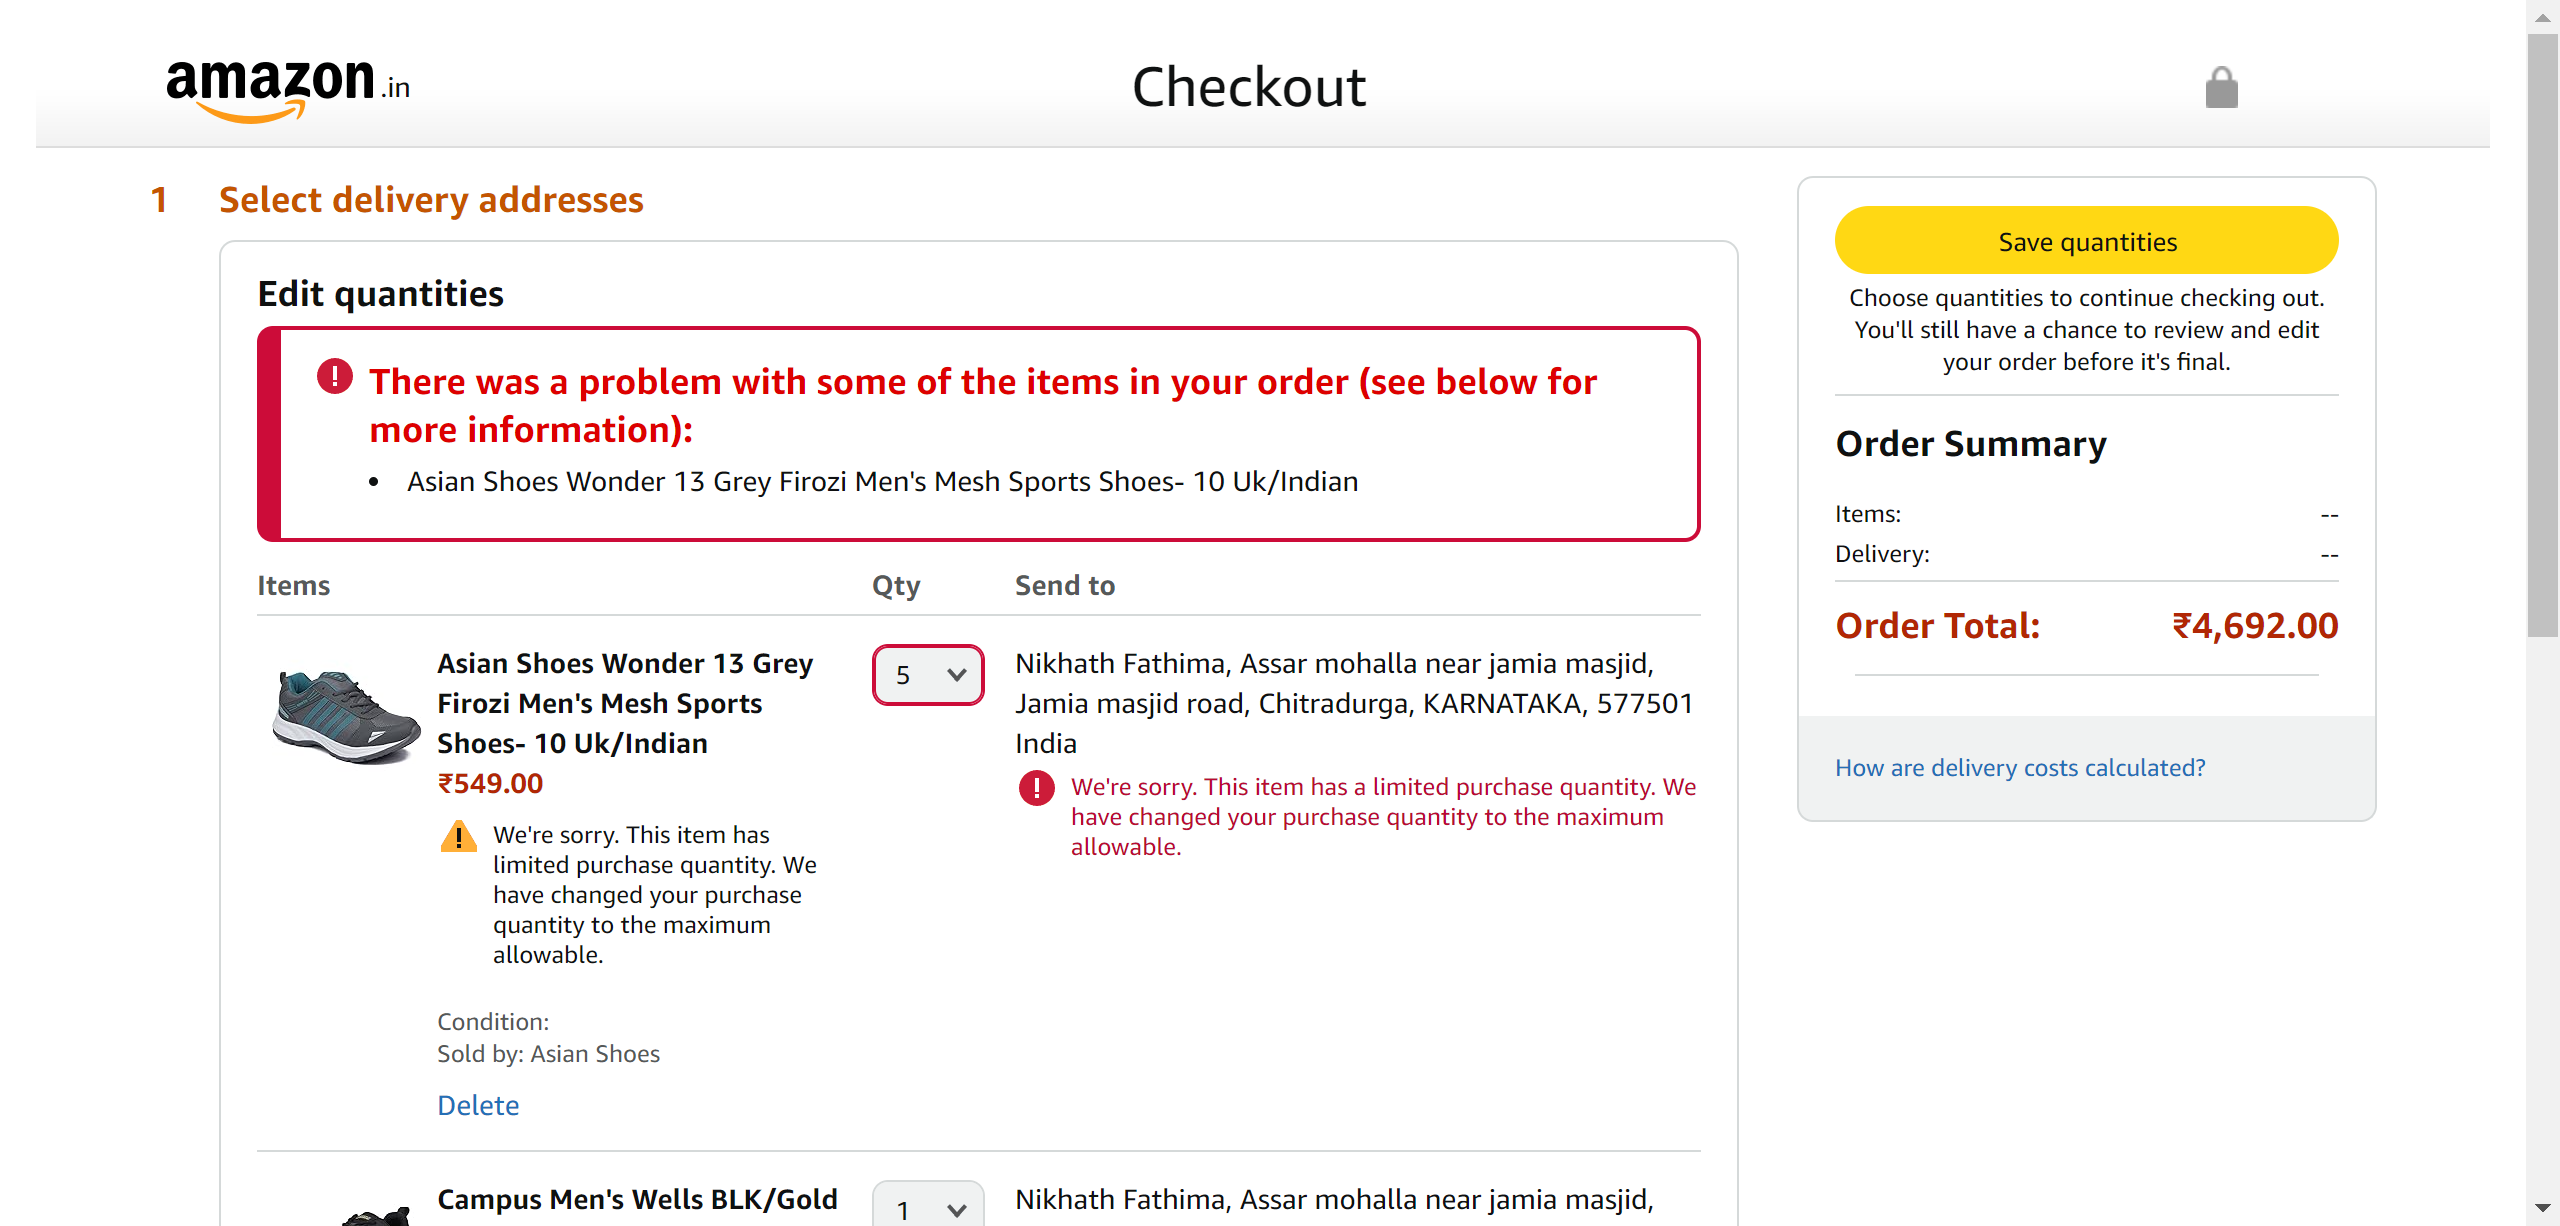 amazon.in
Checkout
1 Select delivery addresses
Edit quantities
There was a problem with some of the items in your order (see below for
more information):
• Asian Shoes Wonder 13 Grey Firozi Men's Mesh Sports Shoes- 10 Uk/Indian
Items Qty Send to
Asian Shoes Wonder 13 Grey
Firozi Men's Mesh Sports
Shoes- 10 Uk/Indian
₹549.00
We're sorry. This item has
limited purchase quantity. We
have changed your purchase
quantity to the maximum
allowable.
Condition:
Sold by: Asian Shoes
Delete
5
Nikhath Fathima, Assar mohalla near jamia masjid,
Jamia masjid road, Chitradurga, KARNATAKA, 577501
India
We're sorry. This item has a limited purchase quantity. We
have changed your purchase quantity to the maximum
allowable.
Campus Men's Wells BLK/Gold
1
Nikhath Fathima, Assar mohalla near jamia masjid,
Save quantities
Choose quantities to continue checking out.
You'll still have a chance to review and edit
your order before it's final.
Order Summary
Items: --
Delivery: --
Order Total: ₹4,692.00
How are delivery costs calculated?